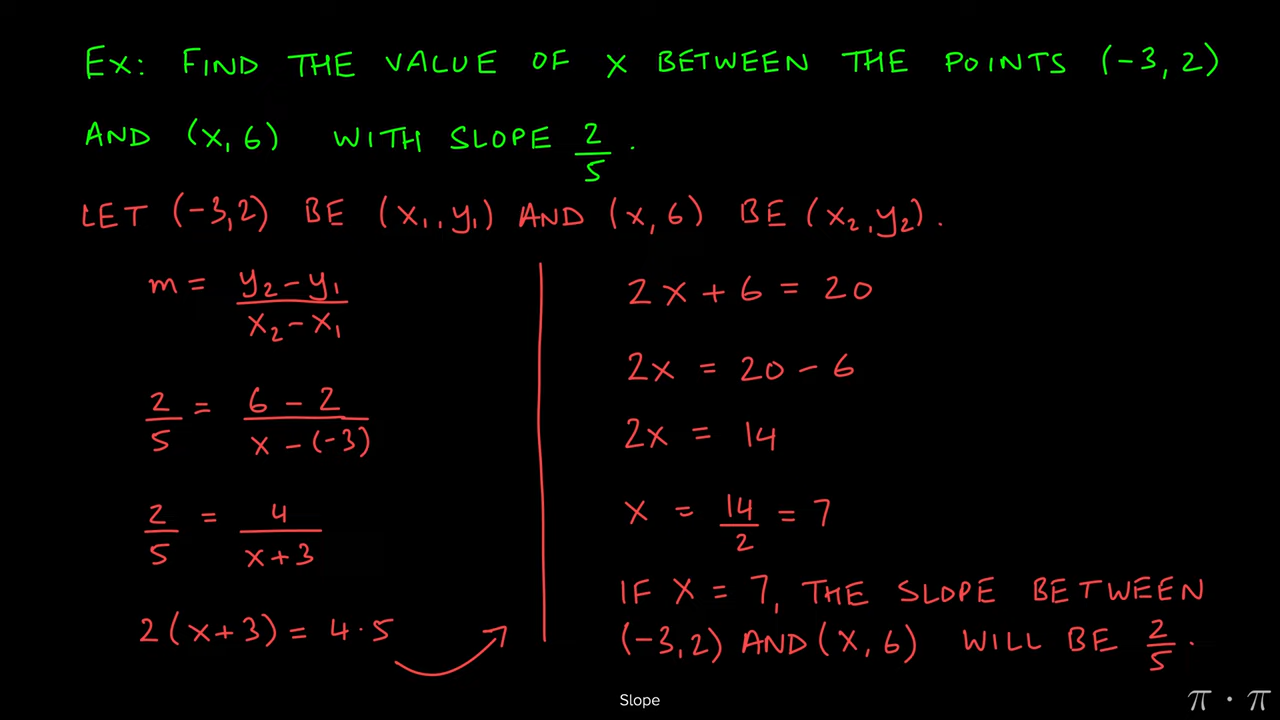 EX: FIND THE VALUE OF X BETWEEN THE POINTS (-3, 2)
AND (X, 6) WITH SLOPE 2/5.
LET (-3,2) BE (x₁, y₁) AND (x, 6) BE (x₂, y₂).
m = (y₂ - y₁)/(x₂ - x₁)
2/5 = (6 - 2)/(x - (-3))
2/5 = 4/(x+3)
2(x+3) = 4·5
2x + 6 = 20
2x = 20 - 6
2x = 14
x = 14/2 = 7
IF X = 7, THE SLOPE BETWEEN
(-3,2) AND (X, 6) WILL BE 2/5.
Slope
π · π